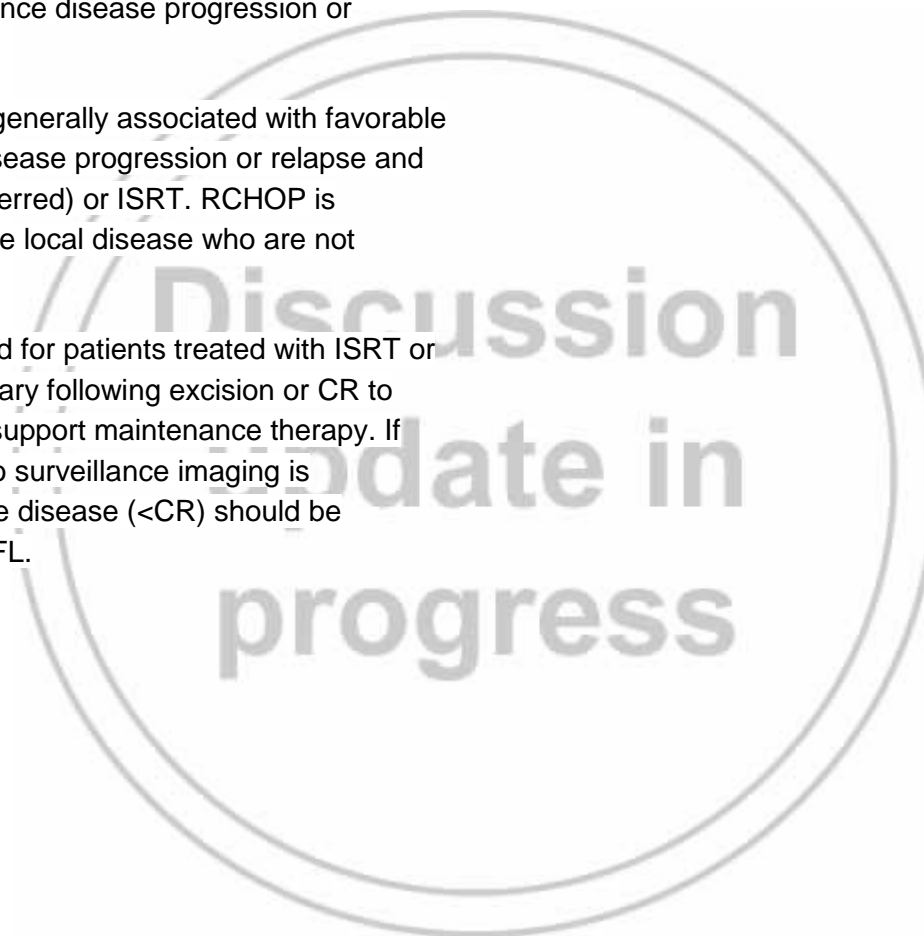 nce disease progression or
generally associated with favorable
sease progression or relapse and
erred) or ISRT. RCHOP is
e local disease who are not
d for patients treated with ISRT or
ary following excision or CR to
support maintenance therapy. If
o surveillance imaging is
e disease (<CR) should be
FL.
Discussion
update in
progress